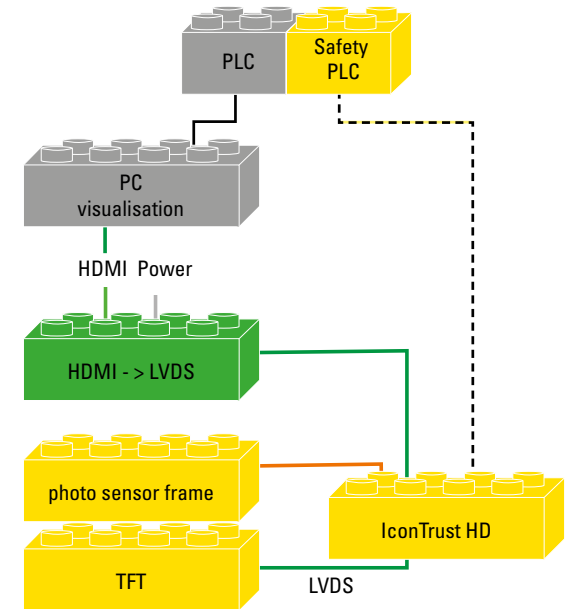 PLC
Safety
PLC
PC
visualisation
HDMI Power
HDMI - > LVDS
photo sensor frame
IconTrust HD
TFT
LVDS